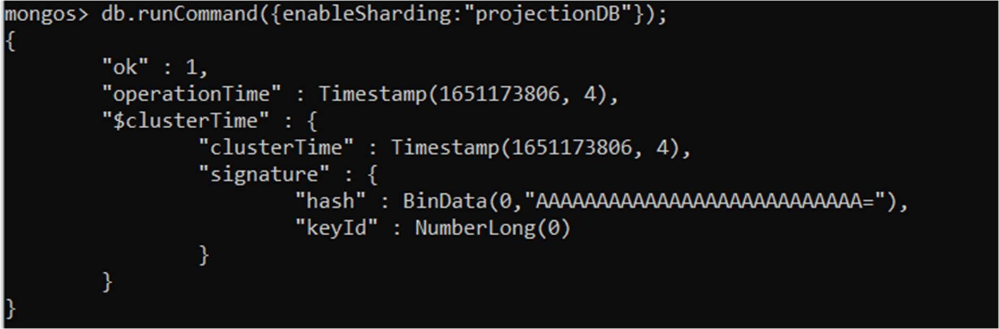 mongos> db.runCommand({enableSharding:"projectionDB"});
{
        "ok" : 1,
        "operationTime" : Timestamp(1651173806, 4),
        "$clusterTime" : {
                "clusterTime" : Timestamp(1651173806, 4),
                "signature" : {
                        "hash" : BinData(0,"AAAAAAAAAAAAAAAAAAAAAAAAAAA="),
                        "keyId" : NumberLong(0)
                }
        }
}